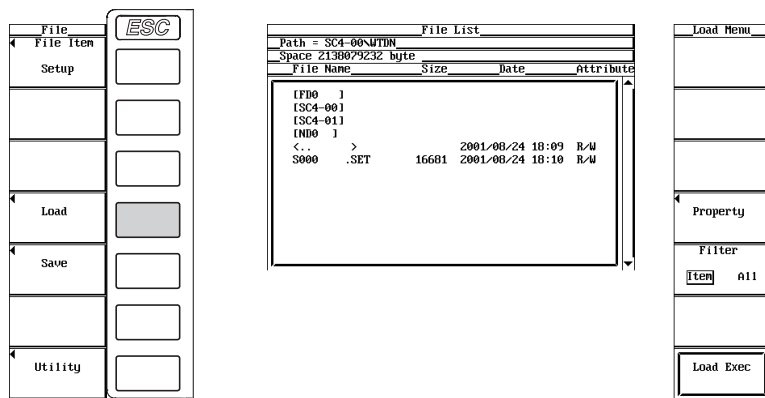 File
File Item
Setup
Load
Save
Utility
ESC
File List
Path = SC4-00\WTDN
Space 2138079232 byte
File Name Size Date Attribute
[FD0 ]
[SC4-00]
[SC4-01]
[ND0 ]
<.. > 2001/08/24 18:09 R/W
S000 .SET 16681 2001/08/24 18:10 R/W
Load Menu
Property
Filter
Item All
Load Exec